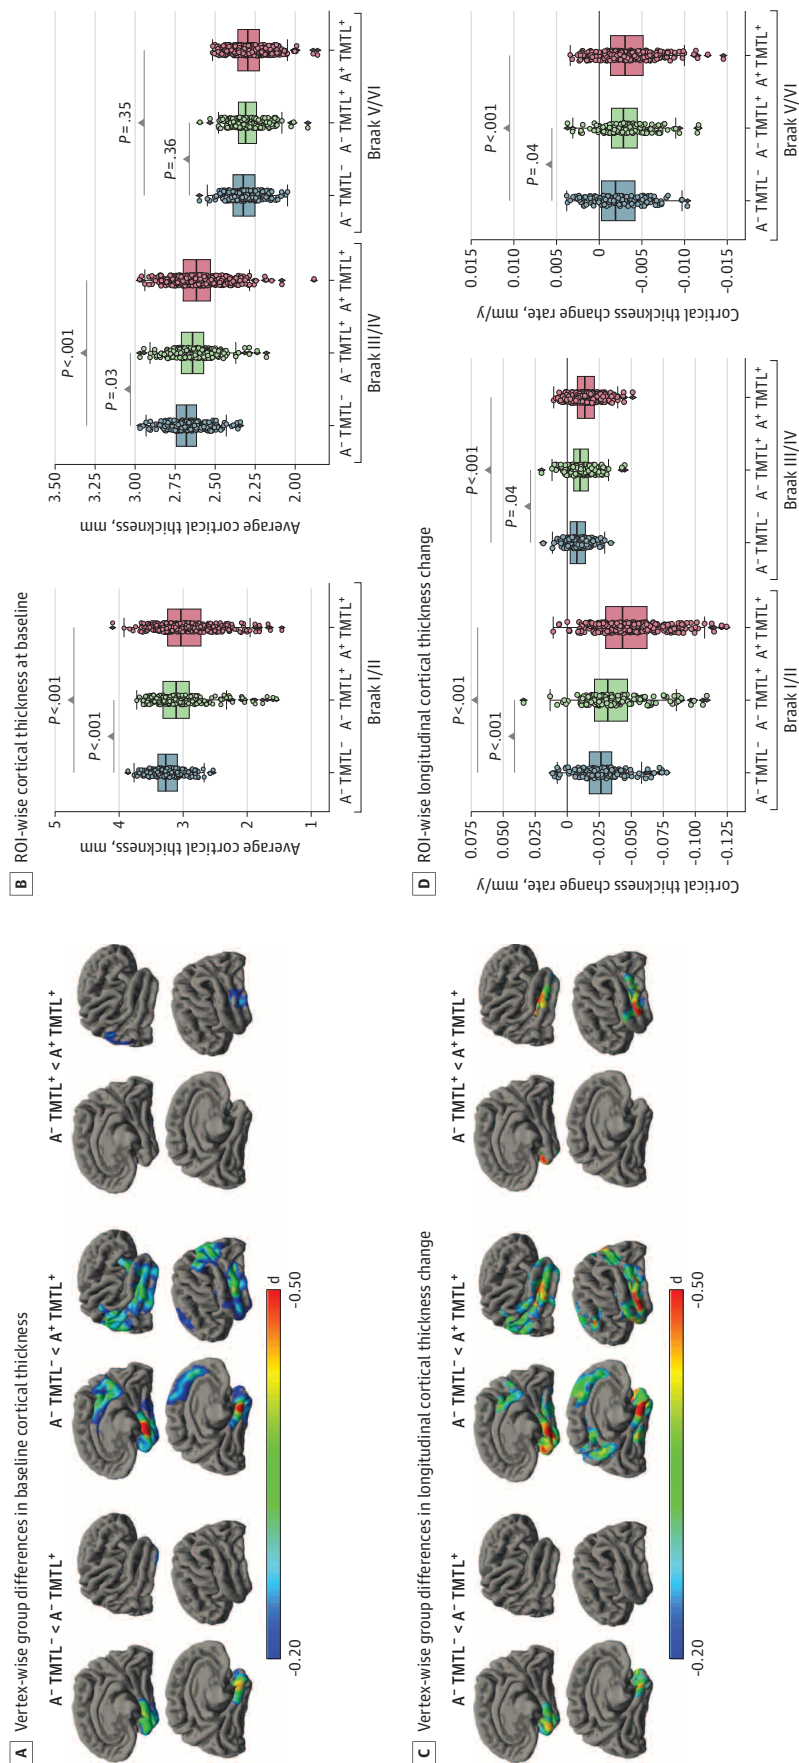 A Vertex-wise group differences in baseline cortical thickness
A− TMTL− < A− TMTL+
A− TMTL− < A+ TMTL+
A− TMTL+ < A+ TMTL+
−0.20
d
−0.50
B ROI-wise cortical thickness at baseline
Average cortical thickness, mm
5
4
3
2
1
P<.001
P<.001
A− TMTL− A− TMTL+ A+ TMTL+
Braak I/II
Average cortical thickness, mm
3.50
3.25
3.00
2.75
2.50
2.25
2.00
P<.001
P=.03
A− TMTL− A− TMTL+ A+ TMTL+
Braak III/IV
P=.35
P=.36
A− TMTL− A− TMTL+ A+ TMTL+
Braak V/VI
C Vertex-wise group differences in longitudinal cortical thickness change
A− TMTL− < A− TMTL+
A− TMTL− < A+ TMTL+
A− TMTL+ < A+ TMTL+
−0.20
d
−0.50
D ROI-wise longitudinal cortical thickness change
Cortical thickness change rate, mm/y
0.075
0.050
0.025
0
−0.025
−0.050
−0.075
−0.100
−0.125
P<.001
P<.001
A− TMTL− A− TMTL+ A+ TMTL+
Braak I/II
P<.001
P=.04
A− TMTL− A− TMTL+ A+ TMTL+
Braak III/IV
Cortical thickness change rate, mm/y
0.015
0.010
0.005
0
−0.005
−0.010
−0.015
P<.001
P=.04
A− TMTL− A− TMTL+ A+ TMTL+
Braak V/VI